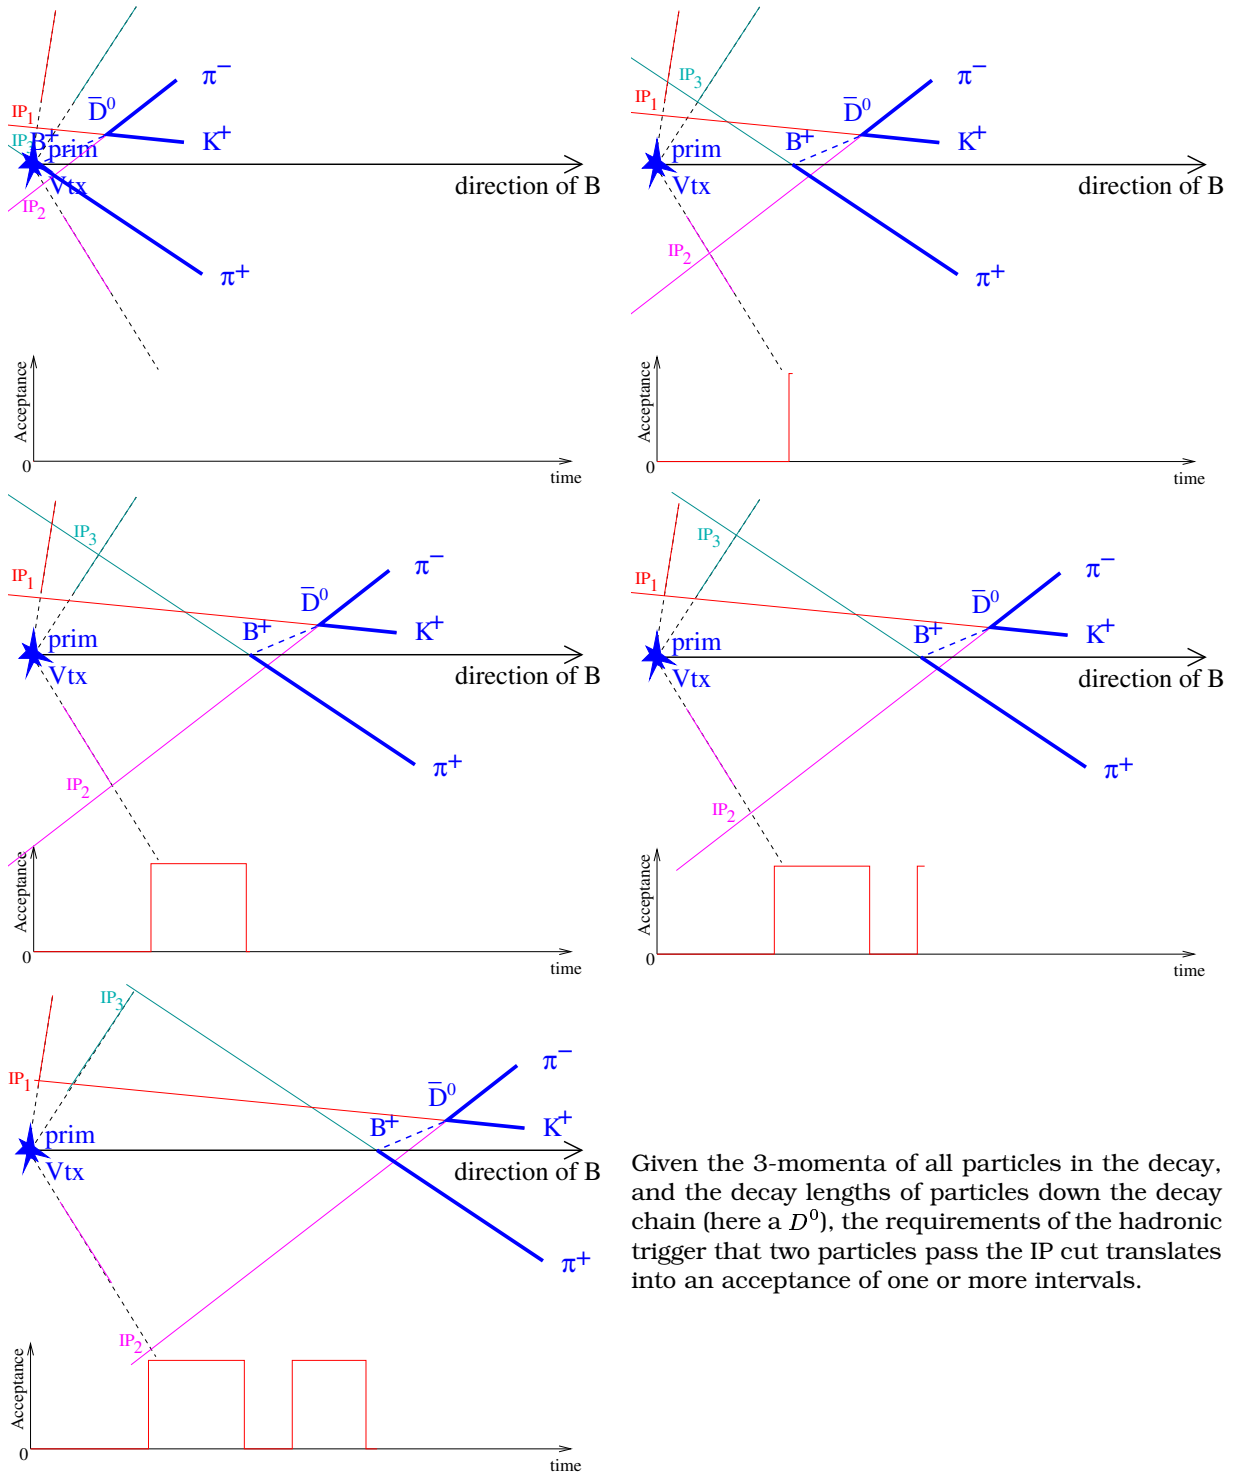 π⁻
IP₁
D̅⁰
B⁺
K⁺
IP₃
prim
Vtx
direction of B
IP₂
π⁺
Acceptance
0
time
π⁻
IP₃
IP₁
D̅⁰
B⁺
K⁺
prim
Vtx
direction of B
IP₂
π⁺
Acceptance
0
time
IP₃
π⁻
IP₁
D̅⁰
B⁺
K⁺
prim
Vtx
direction of B
π⁺
IP₂
Acceptance
0
time
IP₃
π⁻
IP₁
D̅⁰
B⁺
K⁺
prim
Vtx
direction of B
π⁺
IP₂
Acceptance
0
time
IP₃
π⁻
IP₁
D̅⁰
B⁺
K⁺
prim
Vtx
direction of B
π⁺
IP₂
Acceptance
0
time
Given the 3-momenta of all particles in the decay,
and the decay lengths of particles down the decay
chain (here a D⁰), the requirements of the hadronic
trigger that two particles pass the IP cut translates
into an acceptance of one or more intervals.